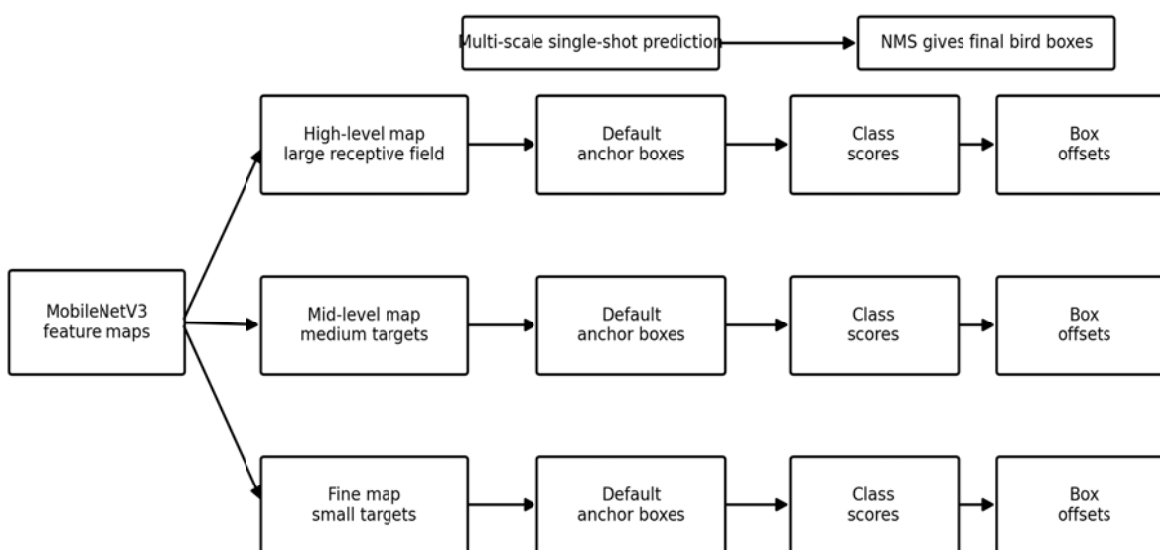 Multi-scale single-shot prediction
NMS gives final bird boxes
High-level map
large receptive field
Default
anchor boxes
Class
scores
Box
offsets
MobileNetV3
feature maps
Mid-level map
medium targets
Default
anchor boxes
Class
scores
Box
offsets
Fine map
small targets
Default
anchor boxes
Class
scores
Box
offsets